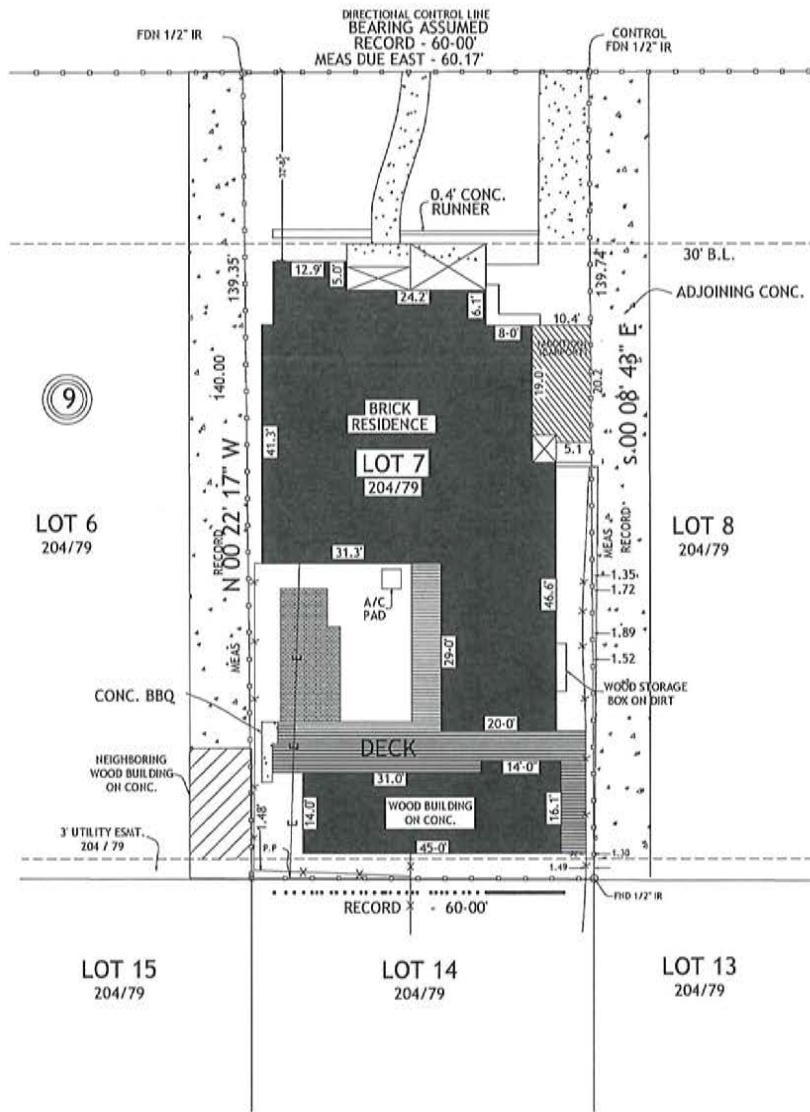 DIRECTIONAL CONTROL LINE
BEARING ASSUMED
RECORD - 60-00'
MEAS DUE EAST - 60.17'
FDN 1/2" IR
CONTROL
FDN 1/2" IR
0.4' CONC.
RUNNER
30' B.L.
12.9'
5.0'
24.2'
6.1'
8-0'
10.4'
139.35'
139.74'
ADJOINING CONC.
(ADDITION)
(CARPORT)
19.0'
20.2
140.00'
S.00 08' 43" E
9
BRICK
RESIDENCE
LOT 7
204/79
41.3'
5.1
N 00 22' 17" W
RECORD
MEAS
LOT 6
204/79
LOT 8
204/79
MEAS
RECORD
31.3'
A/C
PAD
46.6'
1.35
1.72
1.89
1.52
29-0'
E
WOOD STORAGE
BOX ON DIRT
CONC. BBQ
20-0'
E
DECK
14'-0'
31.0'
NEIGHBORING
WOOD BUILDING
ON CONC.
WOOD BUILDING
ON CONC.
14.0'
16.1'
1.48'
E
3' UTILITY ESMT.
204 / 79
P.P
45-0'
1.30
1.49
FND 1/2" IR
RECORD - 60-00'
LOT 15
204/79
LOT 14
204/79
LOT 13
204/79